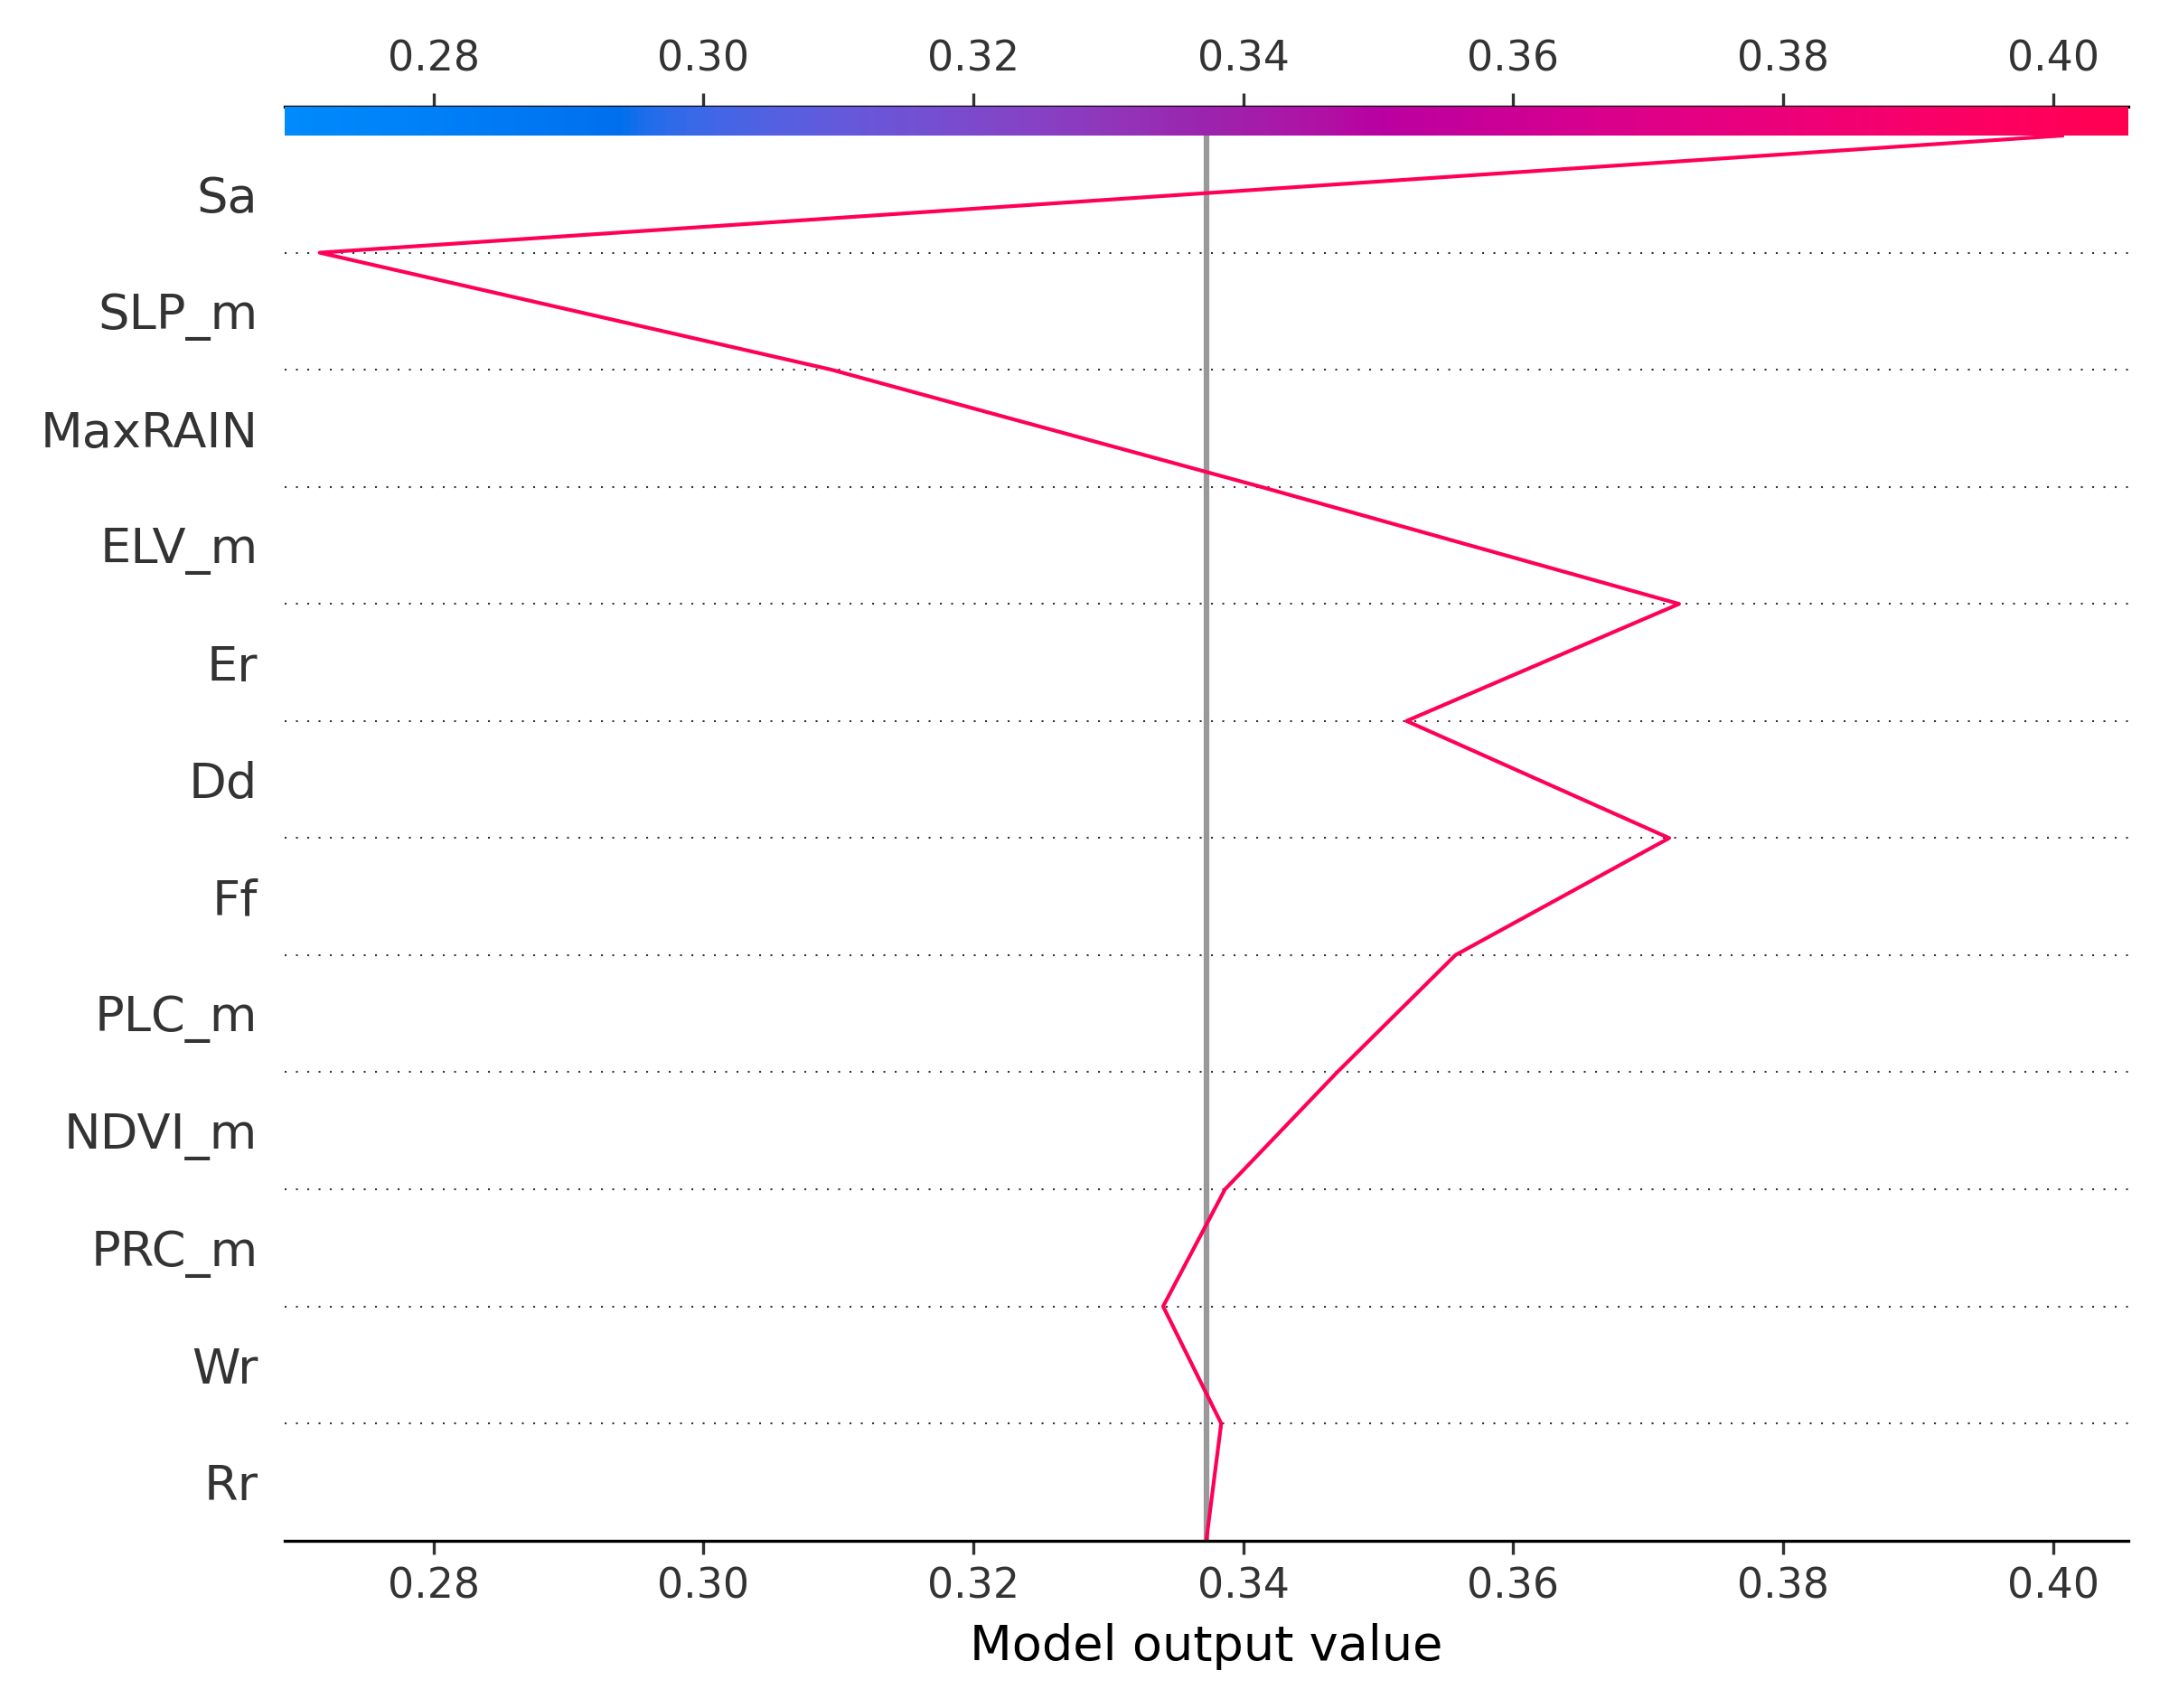 0.28 0.30 0.32 0.34 0.36 0.38 0.40
Sa
SLP_m
MaxRAIN
ELV_m
Er
Dd
Ff
PLC_m
NDVI_m
PRC_m
Wr
Rr
0.28 0.30 0.32 0.34 0.36 0.38 0.40
Model output value